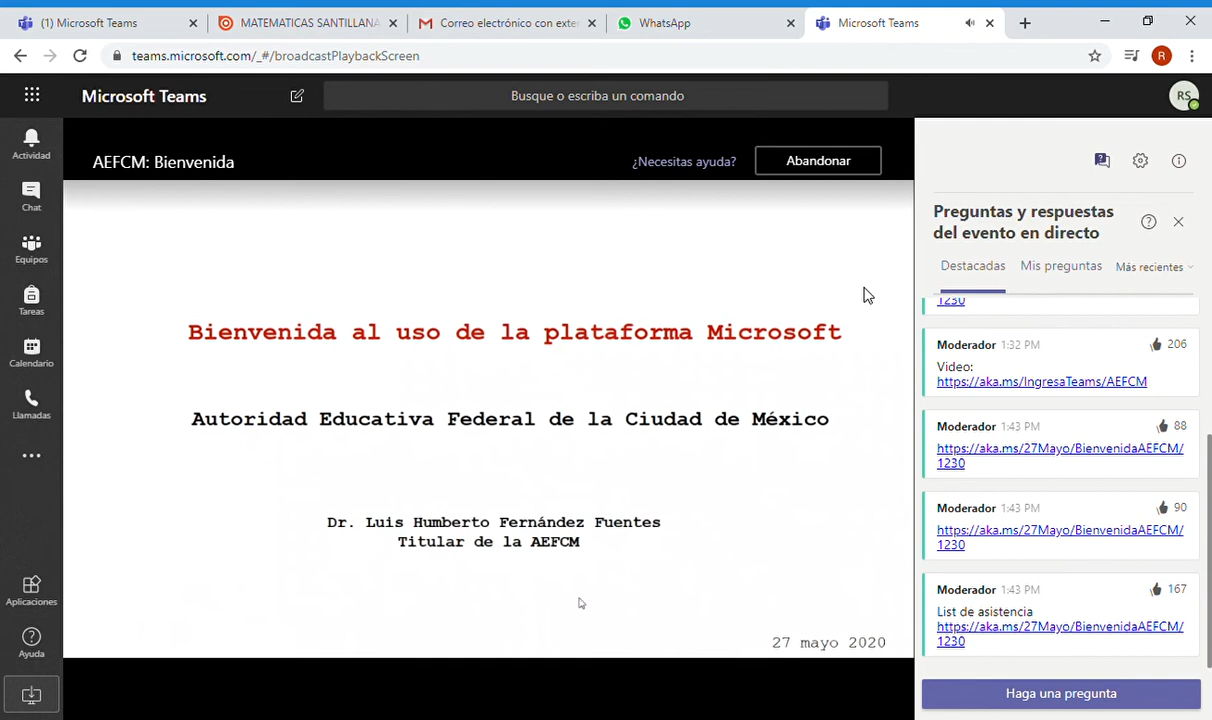 (1) Microsoft Teams
MATEMATICAS SANTILLANA
Correo electrónico con exte
WhatsApp
Microsoft Teams
teams.microsoft.com/_#/broadcastPlaybackScreen
R
Microsoft Teams
Busque o escriba un comando
RS
Actividad
Chat
Equipos
Tareas
Calendario
Llamadas
Aplicaciones
Ayuda
AEFCM: Bienvenida
¿Necesitas ayuda?
Abandonar
Bienvenida al uso de la plataforma Microsoft
Autoridad Educativa Federal de la Ciudad de México
Dr. Luis Humberto Fernández Fuentes
Titular de la AEFCM
27 mayo 2020
Preguntas y respuestas
del evento en directo
Destacadas
Mis preguntas
Más recientes
1230
Moderador 1:32 PM 206
Video:
https://aka.ms/IngresaTeams/AEFCM
Moderador 1:43 PM 88
https://aka.ms/27Mayo/BienvenidaAEFCM/
1230
Moderador 1:43 PM 90
https://aka.ms/27Mayo/BienvenidaAEFCM/
1230
Moderador 1:43 PM 167
List de asistencia
https://aka.ms/27Mayo/BienvenidaAEFCM/
1230
Haga una pregunta